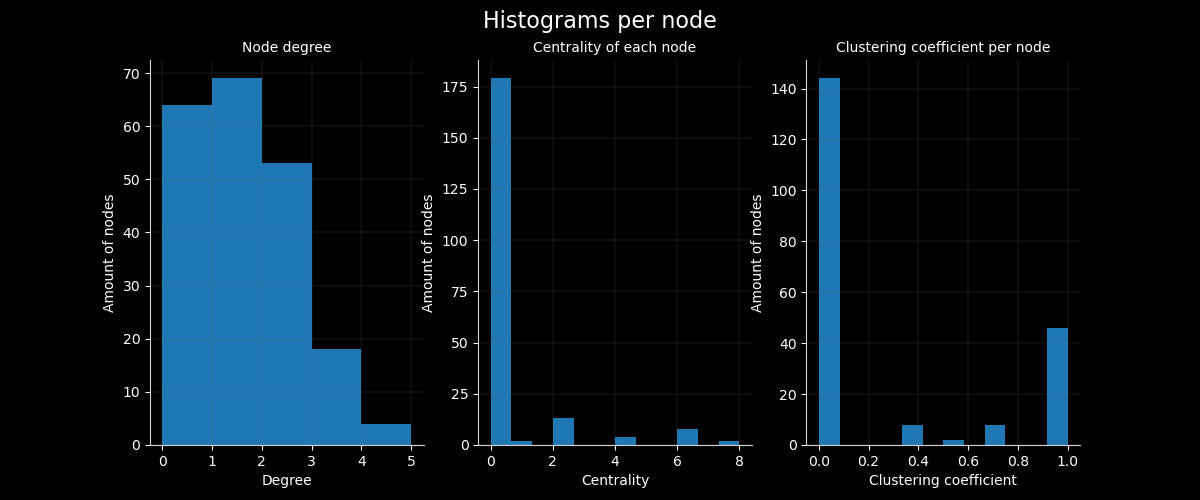 Histograms per node
Node degree
Amount of nodes
70
60
50
40
30
20
10
0
0 1 2 3 4 5
Degree
Centrality of each node
Amount of nodes
175
150
125
100
75
50
25
0
0 2 4 6 8
Centrality
Clustering coefficient per node
Amount of nodes
140
120
100
80
60
40
20
0
0.0 0.2 0.4 0.6 0.8 1.0
Clustering coefficient